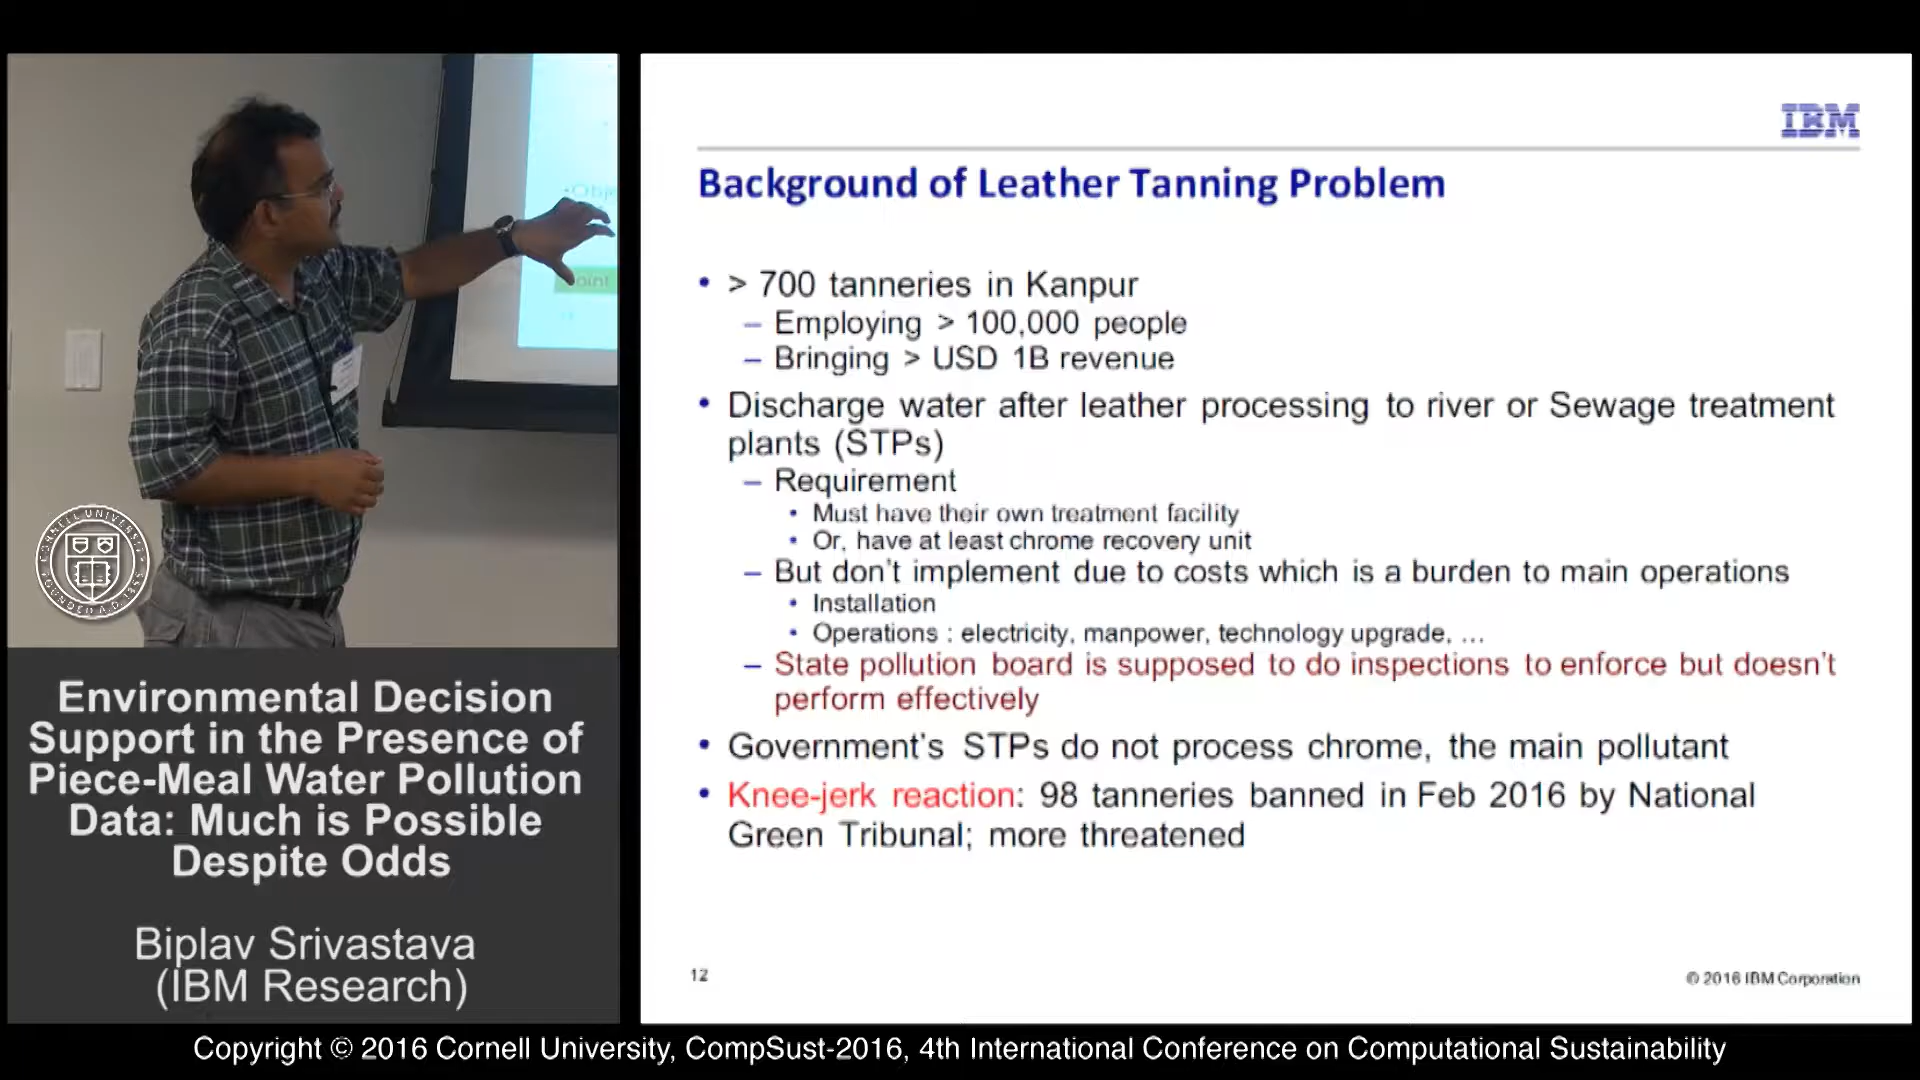 IBM
Background of Leather Tanning Problem
• > 700 tanneries in Kanpur
– Employing > 100,000 people
– Bringing > USD 1B revenue
• Discharge water after leather processing to river or Sewage treatment
plants (STPs)
– Requirement
• Must have their own treatment facility
• Or, have at least chrome recovery unit
– But don't implement due to costs which is a burden to main operations
• Installation
• Operations : electricity, manpower, technology upgrade, ...
– State pollution board is supposed to do inspections to enforce but doesn't
perform effectively
• Government's STPs do not process chrome, the main pollutant
• Knee-jerk reaction: 98 tanneries banned in Feb 2016 by National
Green Tribunal; more threatened
12
© 2016 IBM Corporation
CORNELL UNIVERSITY
FOUNDED A.D. 1865
Environmental Decision
Support in the Presence of
Piece-Meal Water Pollution
Data: Much is Possible
Despite Odds
Biplav Srivastava
(IBM Research)
Copyright © 2016 Cornell University, CompSust-2016, 4th International Conference on Computational Sustainability